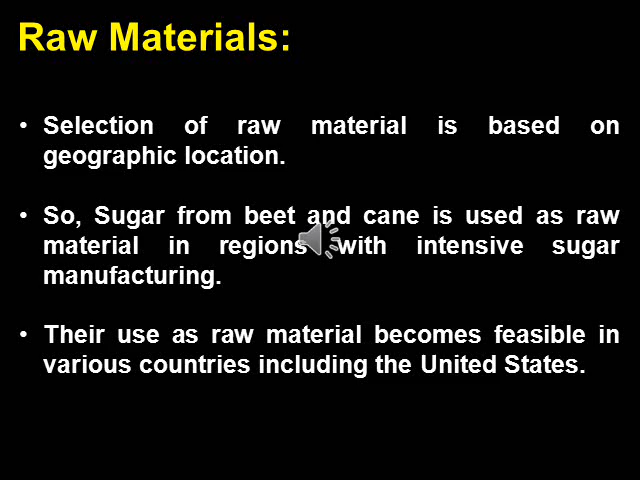 Raw Materials:
• Selection of raw material is based on
geographic location.
• So, Sugar from beet and cane is used as raw
material in regions with intensive sugar
manufacturing.
• Their use as raw material becomes feasible in
various countries including the United States.